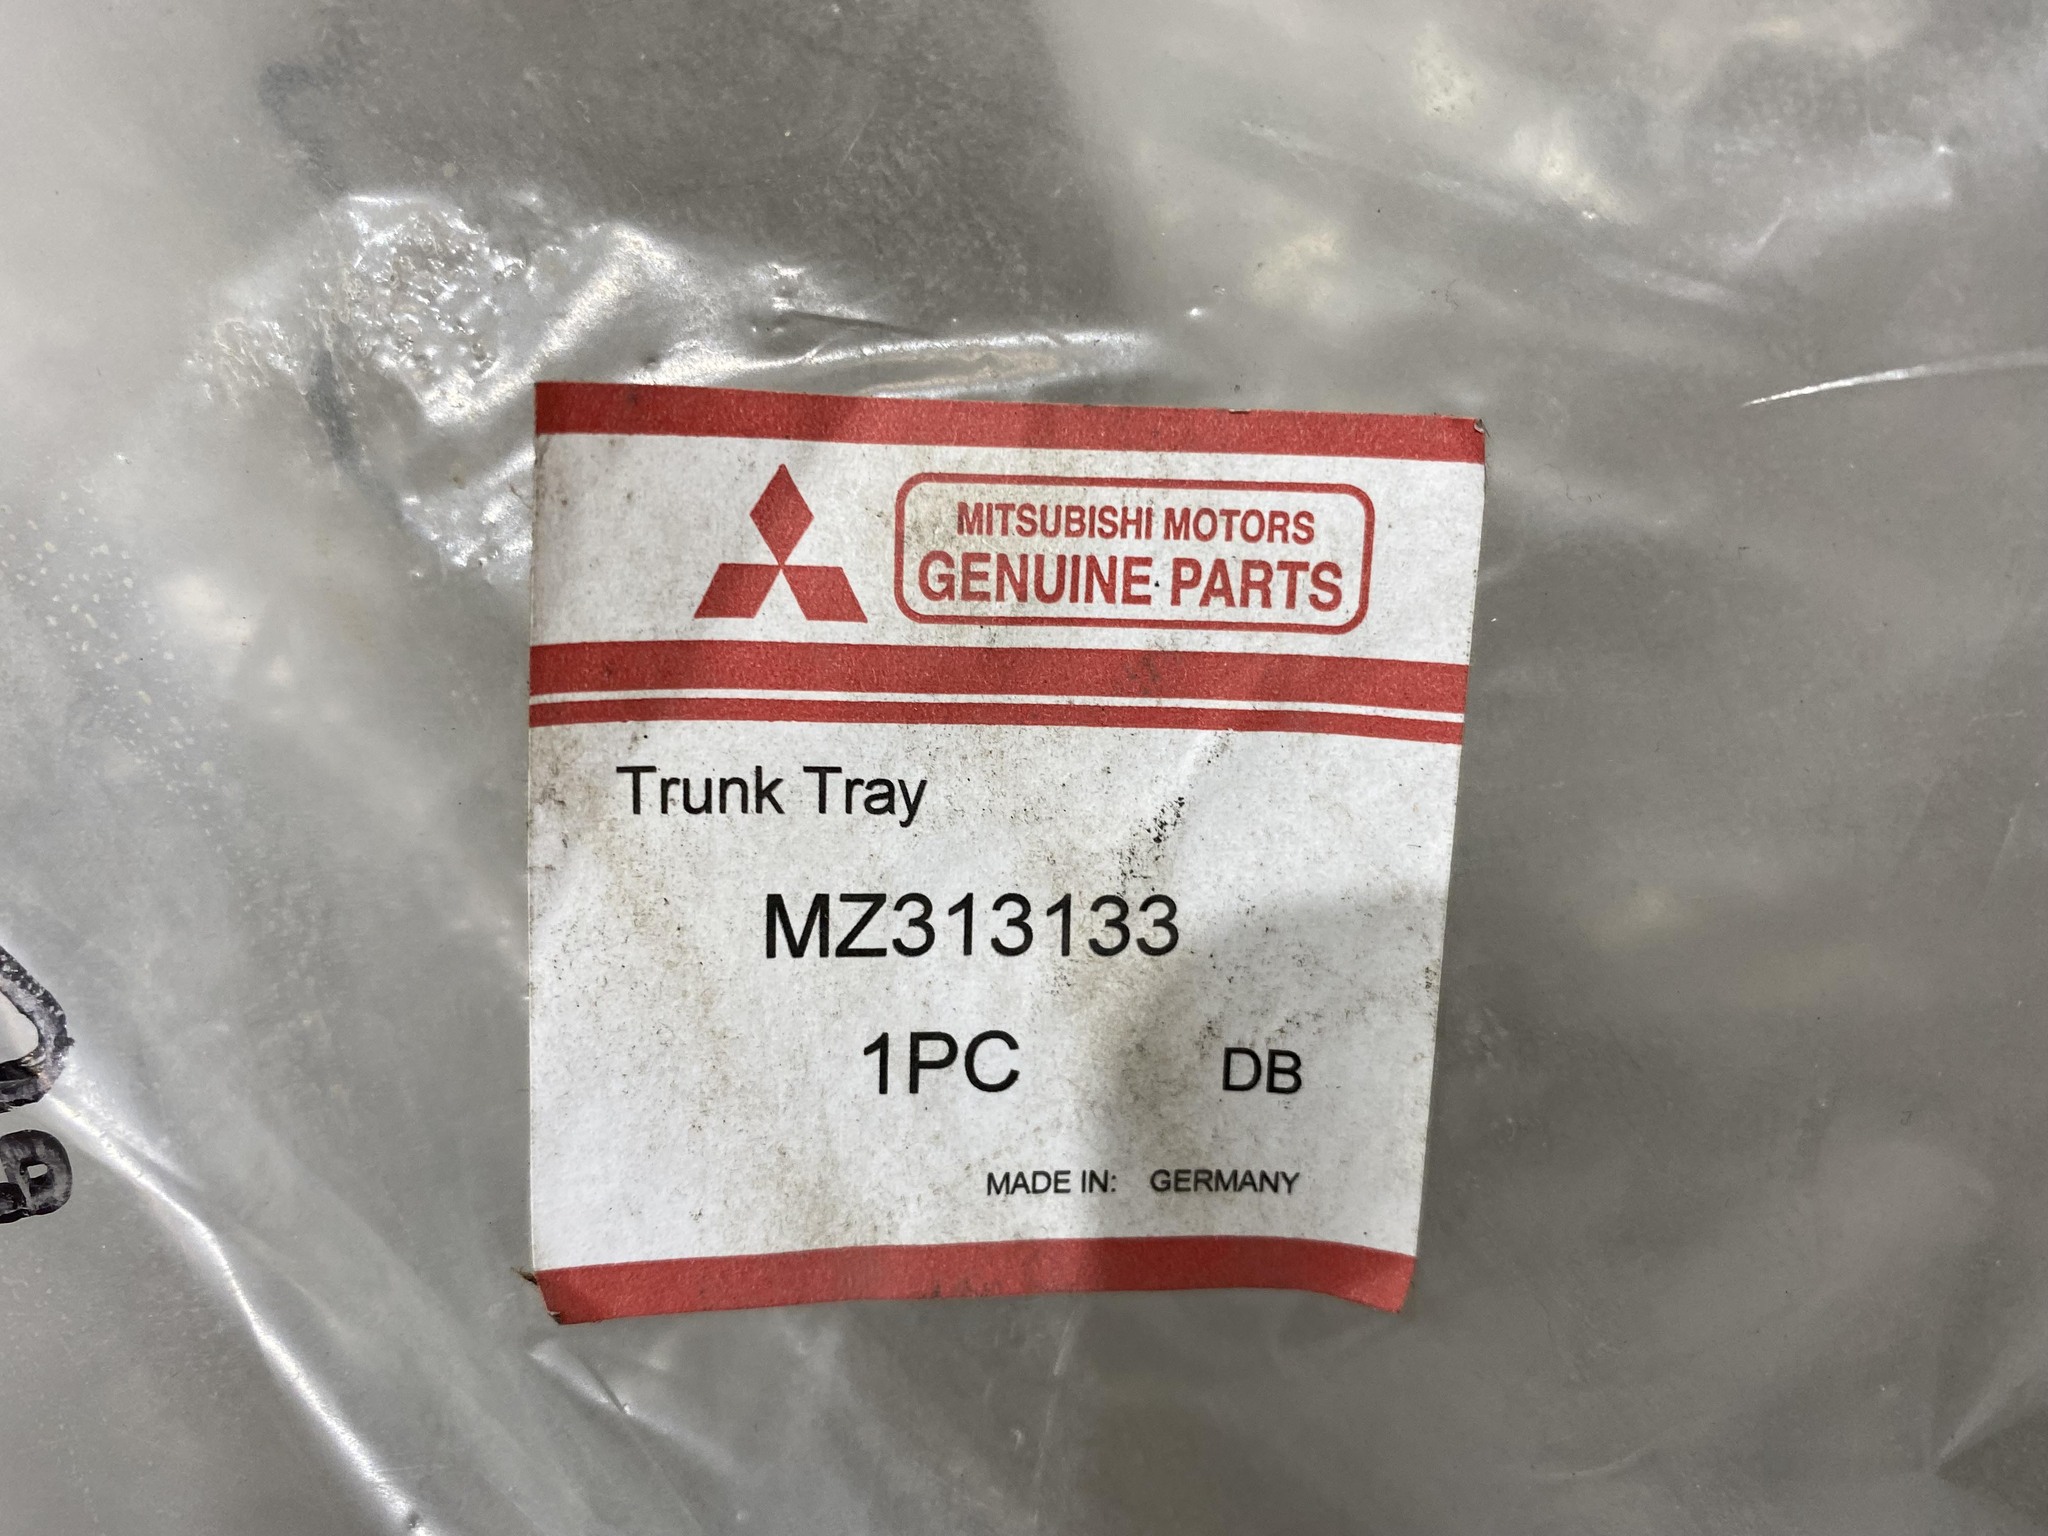 MITSUBISHI MOTORS
GENUINE PARTS
Trunk Tray
MZ313133
1PC DB
MADE IN: GERMANY